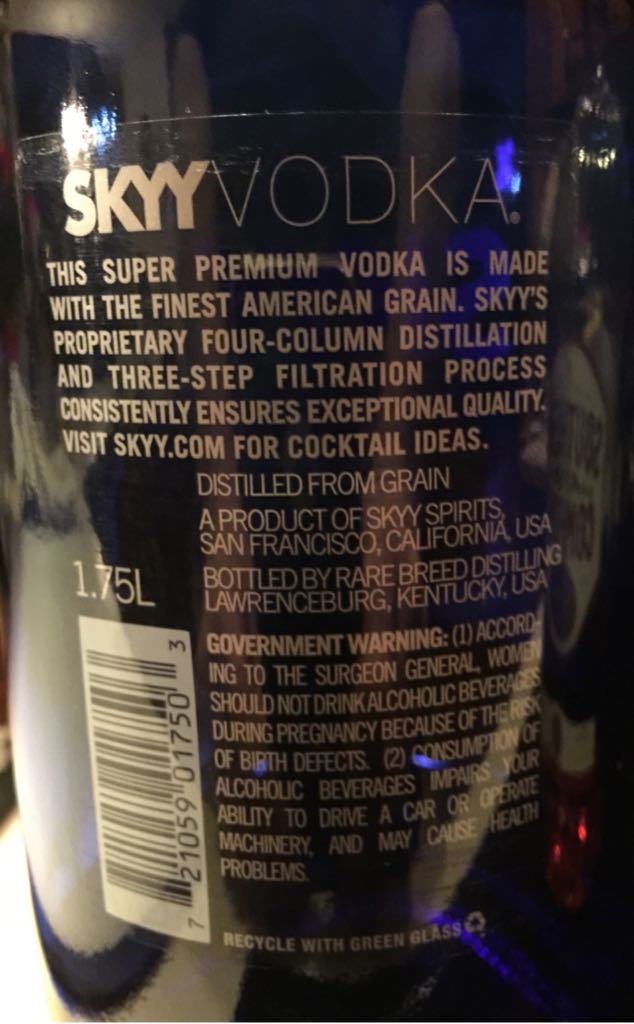 SKYY VODKA®
THIS SUPER PREMIUM VODKA IS MADE
WITH THE FINEST AMERICAN GRAIN. SKYY'S
PROPRIETARY FOUR-COLUMN DISTILLATION
AND THREE-STEP FILTRATION PROCESS
CONSISTENTLY ENSURES EXCEPTIONAL QUALITY.
VISIT SKYY.COM FOR COCKTAIL IDEAS.
DISTILLED FROM GRAIN
A PRODUCT OF SKYY SPIRITS,
SAN FRANCISCO, CALIFORNIA, USA
1.75L
BOTTLED BY RARE BREED DISTILLING
LAWRENCEBURG, KENTUCKY, USA
GOVERNMENT WARNING: (1) ACCORD-
ING TO THE SURGEON GENERAL, WOMEN
SHOULD NOT DRINK ALCOHOLIC BEVERAGES
DURING PREGNANCY BECAUSE OF THE RISK
OF BIRTH DEFECTS. (2) CONSUMPTION OF
ALCOHOLIC BEVERAGES IMPAIRS YOUR
ABILITY TO DRIVE A CAR OR OPERATE
MACHINERY, AND MAY CAUSE HEALTH
PROBLEMS.
7 21059 01750 3
RECYCLE WITH GREEN GLASS